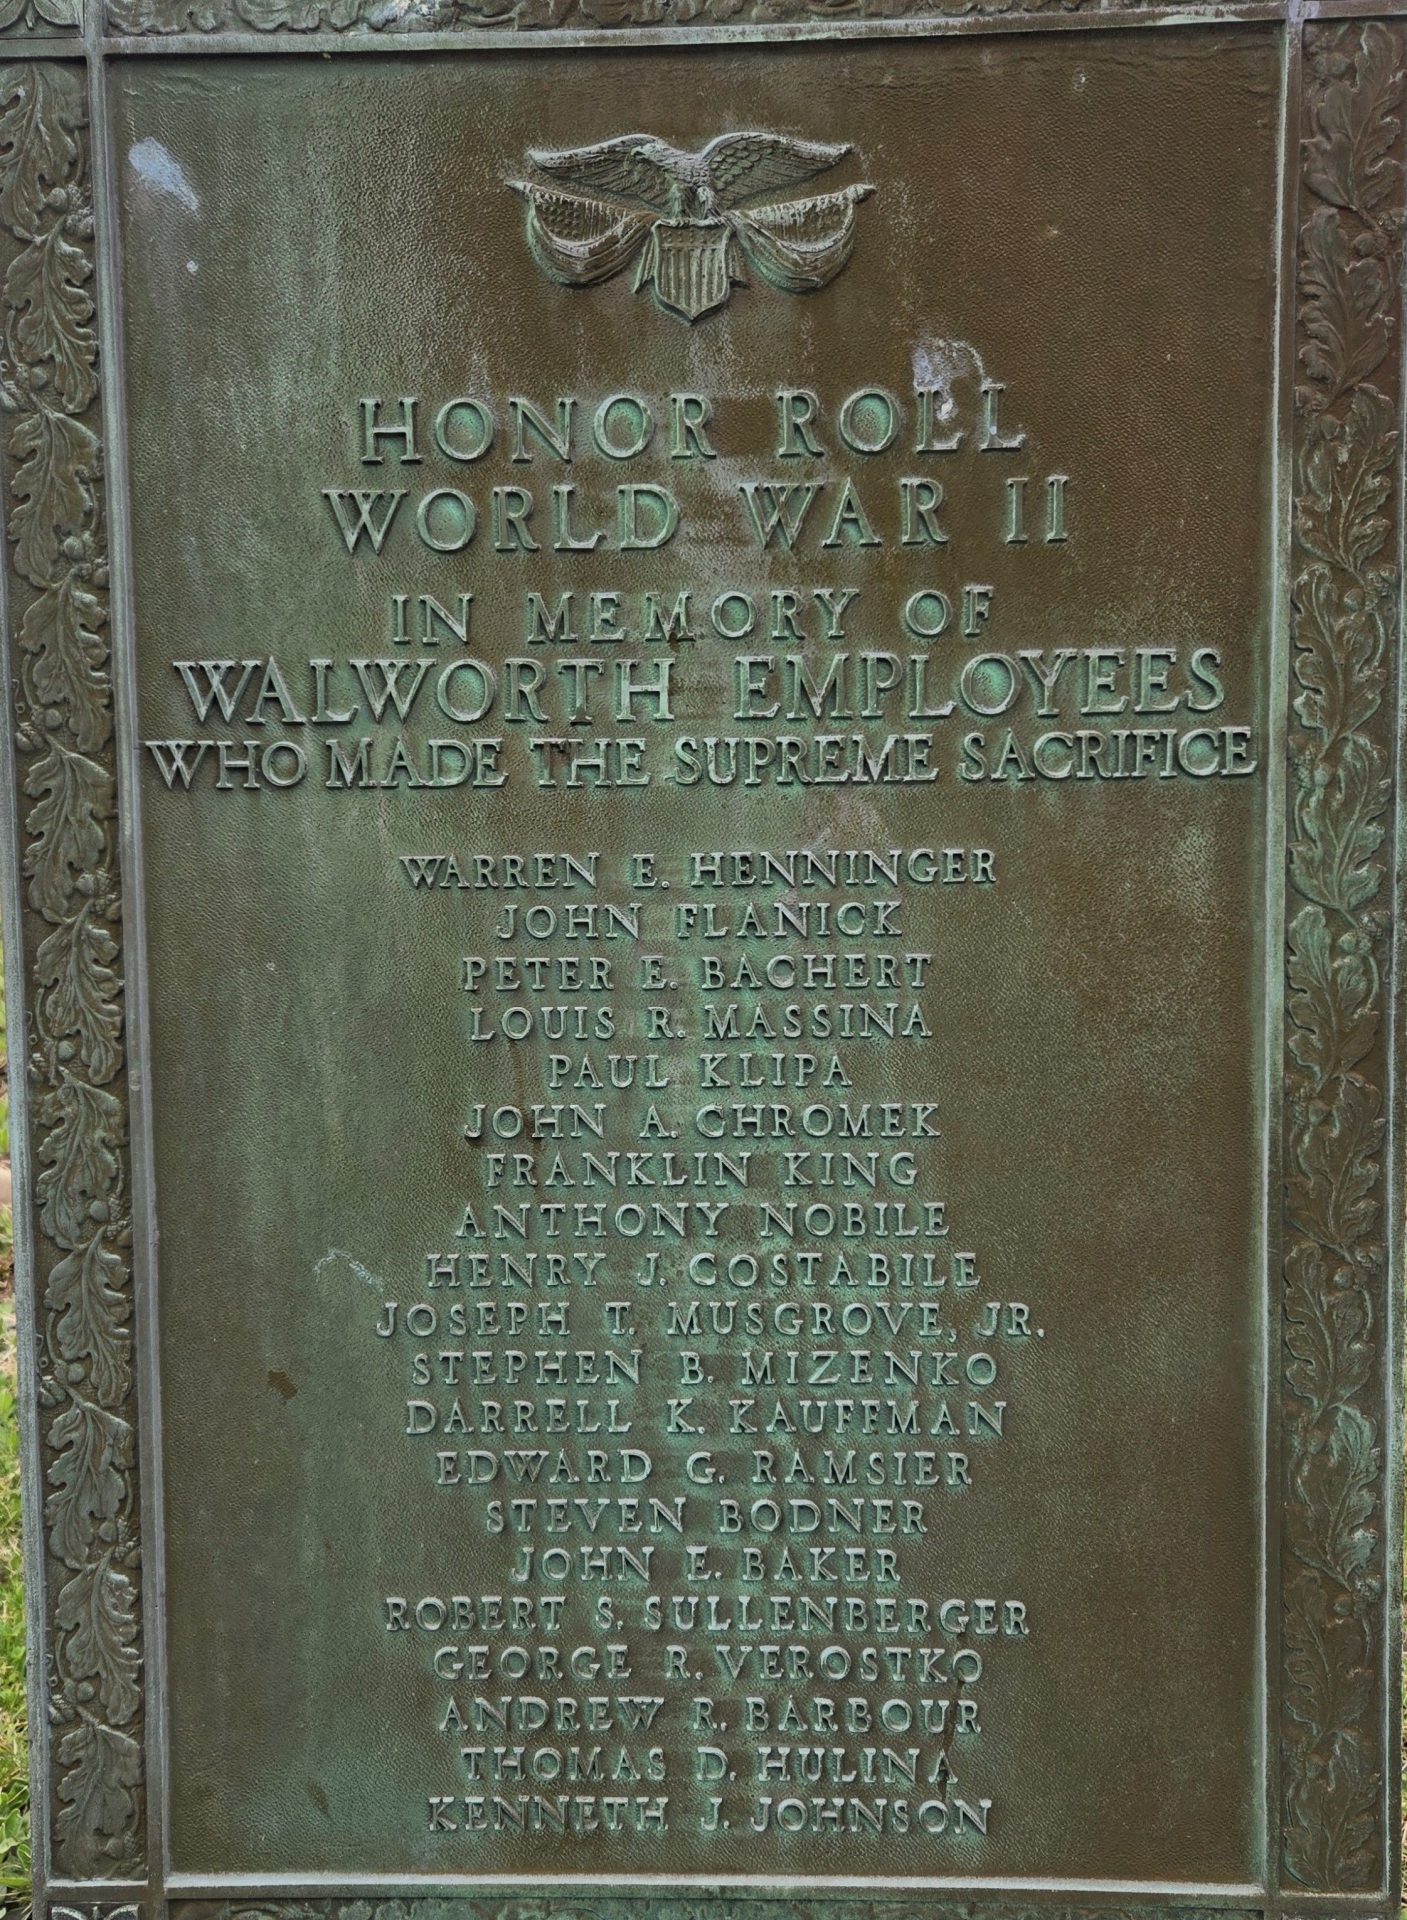 HONOR ROLL
WORLD WAR II
IN MEMORY OF
WALWORTH EMPLOYEES
WHO MADE THE SUPREME SACRIFICE
WARREN E. HENNINGER
JOHN FLANICK
PETER E. BACHERT
LOUIS R. MASSINA
PAUL KLIPA
JOHN A. CHROMEK
FRANKLIN KING
ANTHONY NOBILE
HENRY J. COSTABILE
JOSEPH T. MUSGROVE, JR.
STEPHEN B. MIZENKO
DARRELL K. KAUFFMAN
EDWARD G. RAMSIER
STEVEN BODNER
JOHN E. BAKER
ROBERT S. SULLENBERGER
GEORGE R. VEROSTKO
ANDREW R. BARBOUR
THOMAS D. HULINA
KENNETH J. JOHNSON